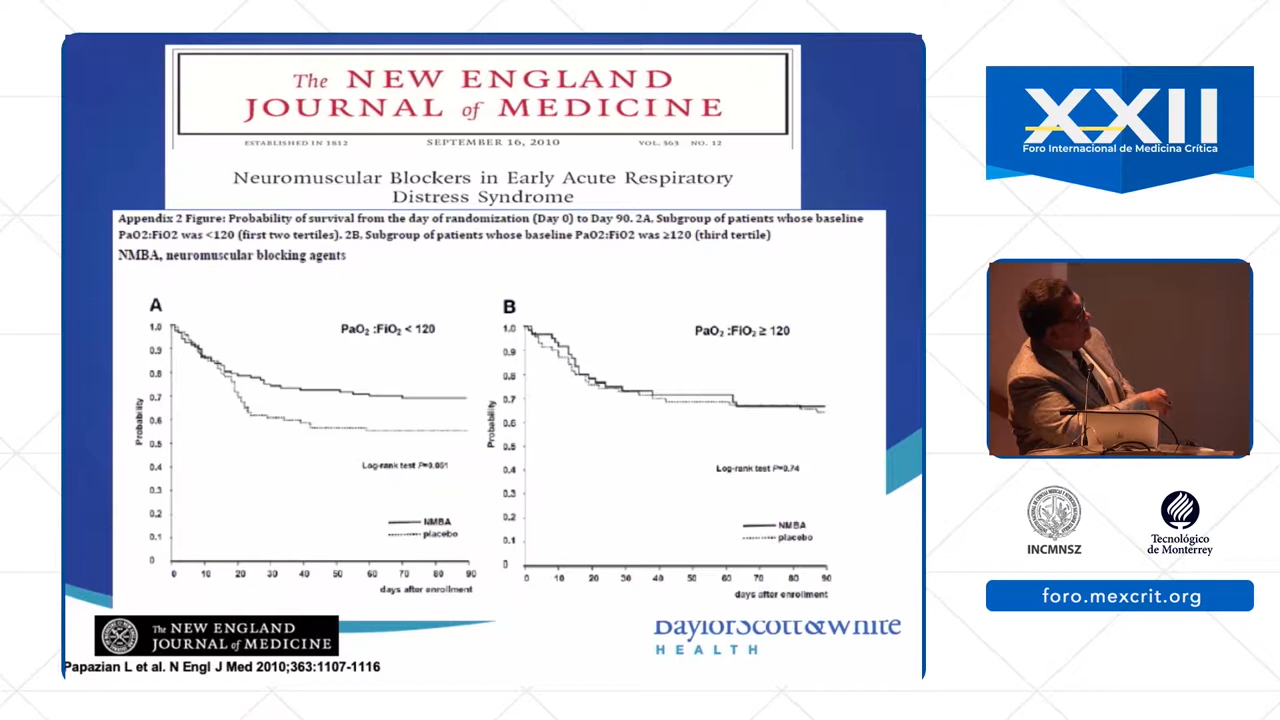 The NEW ENGLAND
JOURNAL of MEDICINE
ESTABLISHED IN 1812
SEPTEMBER 16, 2010
VOL. 363 NO. 12
Neuromuscular Blockers in Early Acute Respiratory
Distress Syndrome
Appendix 2 Figure: Probability of survival from the day of randomization (Day 0) to Day 90. 2A, Subgroup of patients whose baseline
PaO2:FiO2 was <120 (first two tertiles). 2B, Subgroup of patients whose baseline PaO2:FiO2 was ≥120 (third tertile)
NMBA, neuromuscular blocking agents
A
PaO₂ :FiO₂ < 120
1.0
0.9
0.8
0.7
0.6
0.5
0.4
0.3
0.2
0.1
0
Probability
Log-rank test P=0.051
NMBA
placebo
0 10 20 30 40 50 60 70 80 90
days after enrollment
B
PaO₂ :FiO₂ ≥ 120
1.0
0.9
0.8
0.7
0.6
0.5
0.4
0.3
0.2
0.1
0
Probability
Log-rank test P=0.74
NMBA
placebo
0 10 20 30 40 50 60 70 80 90
days after enrollment
The NEW ENGLAND
JOURNAL of MEDICINE
Papazian L et al. N Engl J Med 2010;363:1107-1116
BaylorScott&White
HEALTH
XXII
Foro Internacional de Medicina Crítica
INCMNSZ
Tecnológico
de Monterrey
foro.mexcrit.org